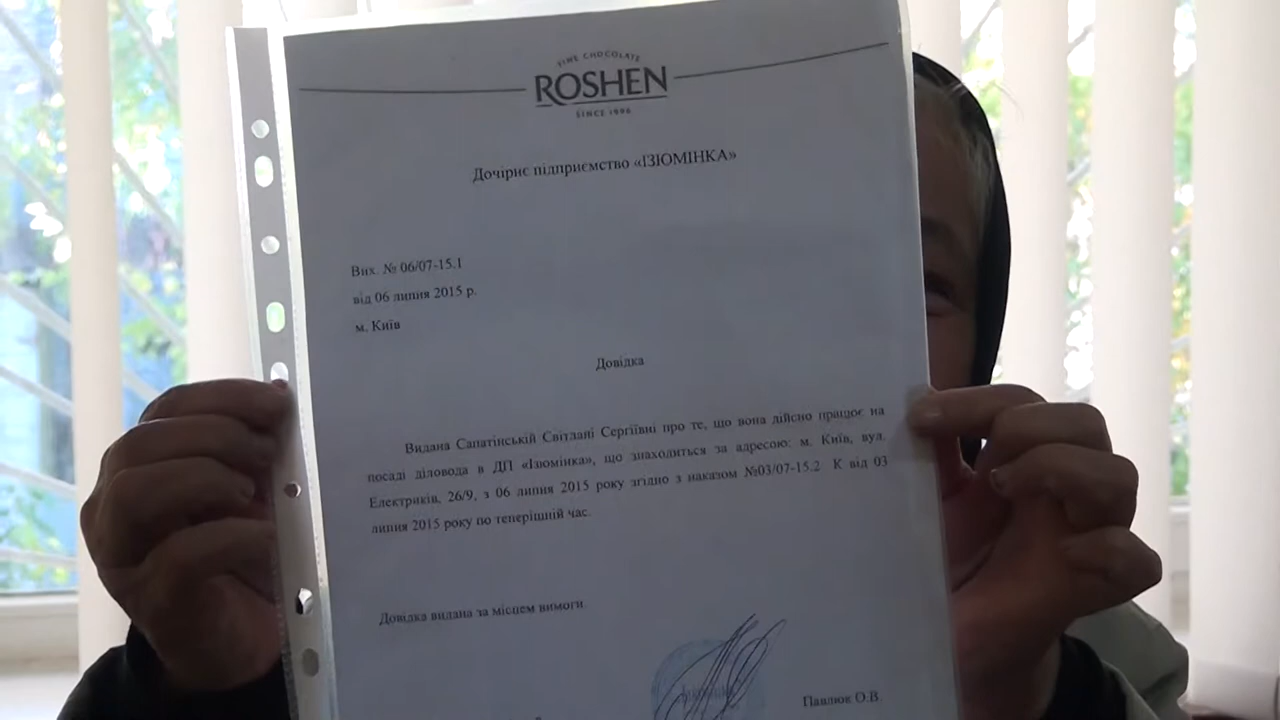 FINE CHOCOLATE
ROSHEN
SINCE 1996
Дочірнє підприємство «ІЗЮМІНКА»
Вих. № 06/07-15.1
від 06 липня 2015 р.
м. Київ
Довідка
Видана Сапатінській Світлані Сергіївні про те, що вона дійсно працює на
посаді діловода в ДП «Ізюмінка», що знаходиться за адресою: м. Київ, вул.
Електриків, 26/9, з 06 липня 2015 року згідно з наказом №03/07-15.2 К від 03
липня 2015 року по теперішній час.
Довідка видана за місцем вимоги
Павлюк О.В.